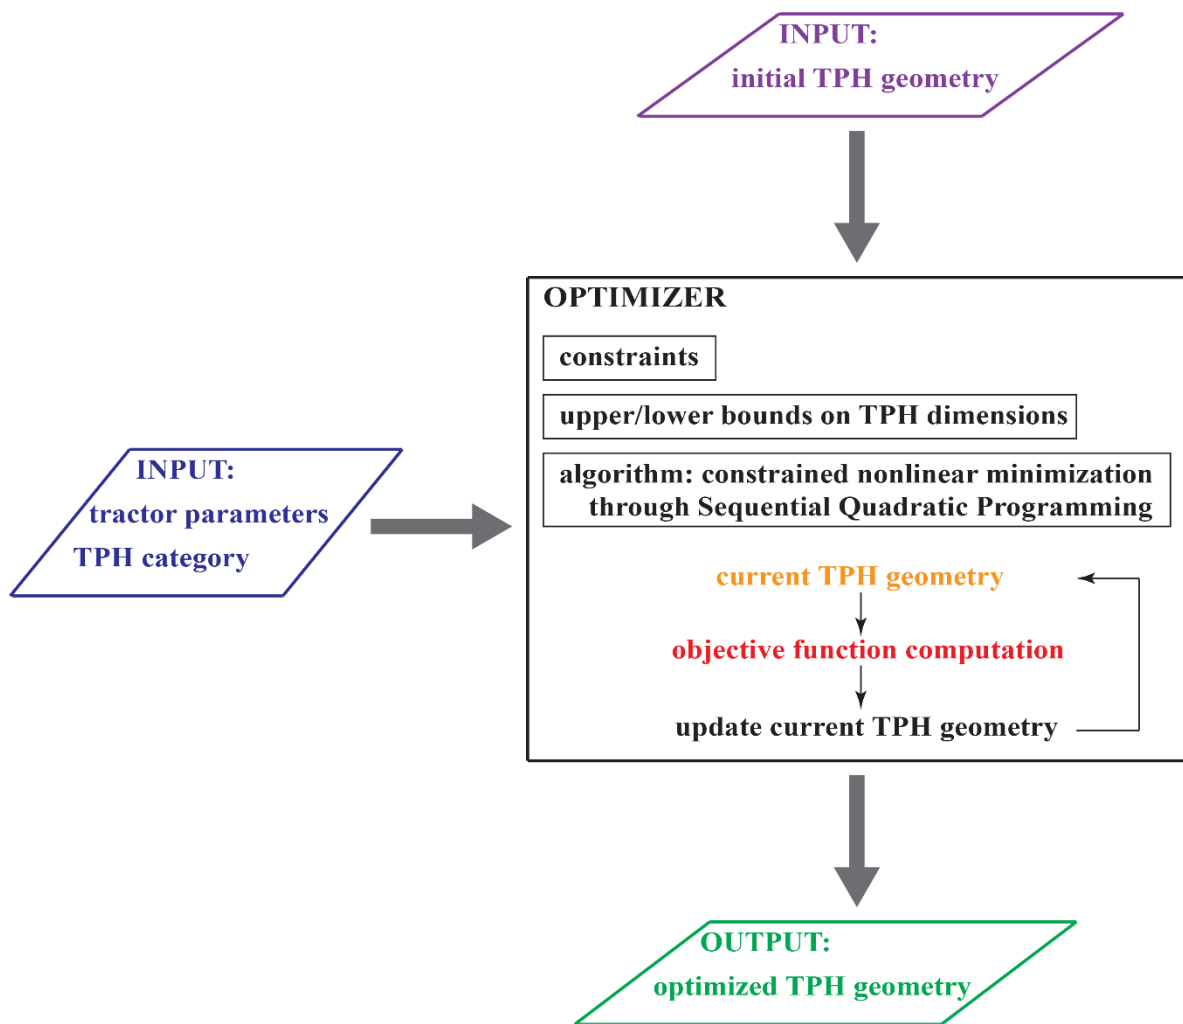 INPUT:
initial TPH geometry
OPTIMIZER
constraints
upper/lower bounds on TPH dimensions
algorithm: constrained nonlinear minimization
through Sequential Quadratic Programming
INPUT:
tractor parameters
TPH category
current TPH geometry
objective function computation
update current TPH geometry
OUTPUT:
optimized TPH geometry